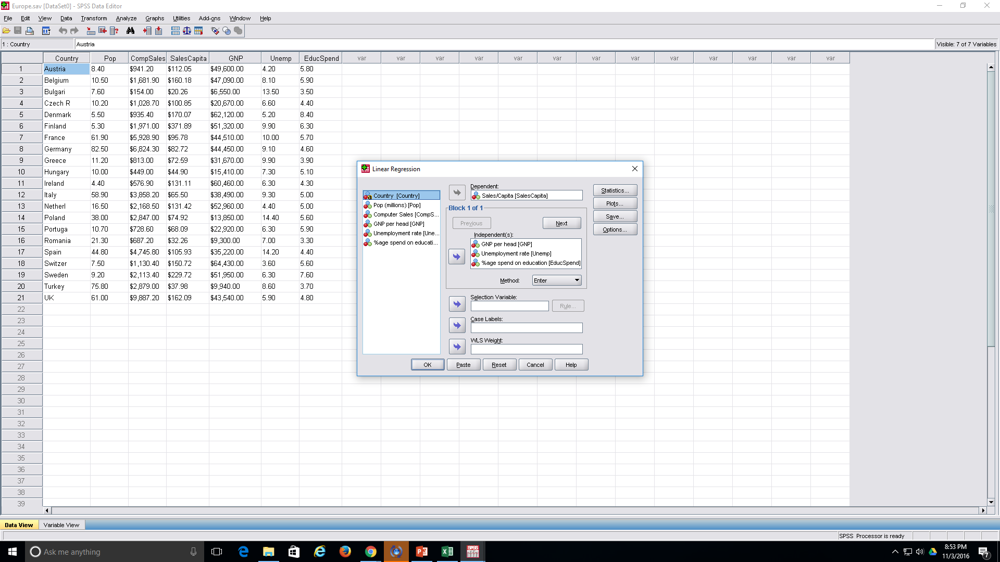 Europe.sav [DataSet0] - SPSS Data Editor
File Edit View Data Transform Analyze Graphs Utilities Add-ons Window Help
1 : Country Austria Visible: 7 of 7 Variables
Country Pop CompSales SalesCapita GNP Unemp EducSpend var var var var var var var var var var var var var
1 Austria 8.40 $941.20 $112.05 $49,600.00 4.20 5.80
2 Belgium 10.50 $1,681.90 $160.18 $47,090.00 8.10 5.90
3 Bulgari 7.60 $154.00 $20.26 $6,550.00 13.50 3.50
4 Czech R 10.20 $1,028.70 $100.85 $20,670.00 6.60 4.40
5 Denmark 5.50 $935.40 $170.07 $62,120.00 5.20 8.40
6 Finland 5.30 $1,971.00 $371.89 $51,320.00 9.90 6.30
7 France 61.90 $5,928.90 $95.78 $44,510.00 10.00 5.70
8 Germany 82.50 $6,824.30 $82.72 $44,450.00 9.10 4.60
9 Greece 11.20 $813.00 $72.59 $31,670.00 9.90 3.90
10 Hungary 10.00 $449.00 $44.90 $15,410.00 7.30 5.10
11 Ireland 4.40 $576.90 $131.11 $60,460.00 6.30 4.30
12 Italy 58.90 $3,858.20 $65.50 $38,490.00 9.30 5.00
13 Netherl 16.50 $2,168.50 $131.42 $52,960.00 4.40 5.00
14 Poland 38.00 $2,847.00 $74.92 $13,850.00 14.40 5.60
15 Portuga 10.70 $728.60 $68.09 $22,920.00 6.30 5.90
16 Romania 21.30 $687.20 $32.26 $9,300.00 7.00 3.30
17 Spain 44.80 $4,745.80 $105.93 $35,220.00 14.20 4.40
18 Switzer 7.50 $1,130.40 $150.72 $64,430.00 3.60 5.60
19 Sweden 9.20 $2,113.40 $229.72 $51,950.00 6.30 7.60
20 Turkey 75.80 $2,879.00 $37.98 $9,940.00 8.60 3.70
21 UK 61.00 $9,887.20 $162.09 $43,540.00 5.90 4.80
22
23
24
25
26
27
28
29
30
31
32
33
34
35
36
37
38
39
Linear Regression
Country [Country]
Pop (millions) [Pop]
Computer Sales [CompS...
GNP per head [GNP]
Unemployment rate [Une...
%age spend on educati...
Dependent:
Sales/Capita [SalesCapita]
Block 1 of 1
Previous Next
Independent(s):
GNP per head [GNP]
Unemployment rate [Unemp]
%age spend on education [EducSpend]
Method: Enter
Selection Variable:
Rule...
Case Labels:
WLS Weight:
Statistics...
Plots...
Save...
Options...
OK Paste Reset Cancel Help
Data View Variable View
SPSS Processor is ready
Ask me anything
SPSS
8:53 PM
11/3/2016
7